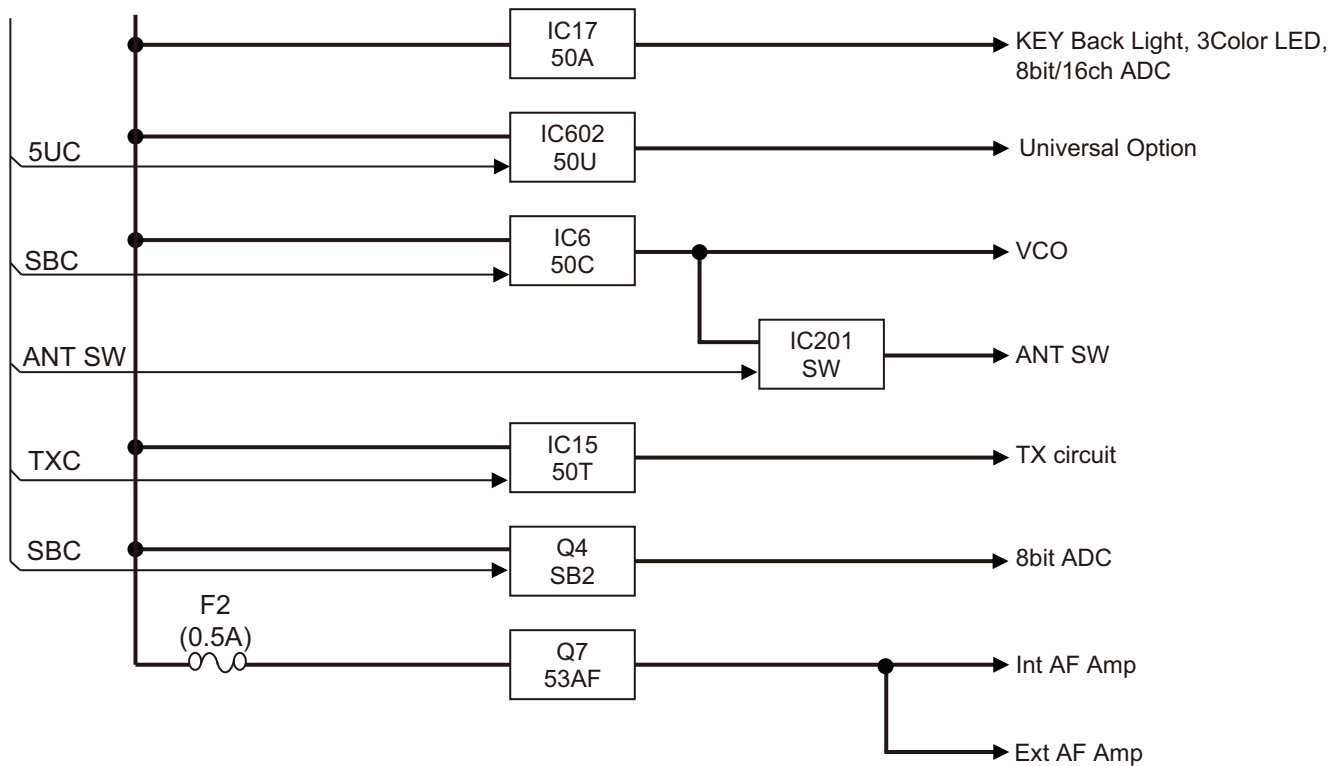 IC17
50A
KEY Back Light, 3Color LED,
8bit/16ch ADC
5UC
IC602
50U
Universal Option
SBC
IC6
50C
VCO
ANT SW
IC201
SW
ANT SW
TXC
IC15
50T
TX circuit
SBC
Q4
SB2
8bit ADC
F2
(0.5A)
Q7
53AF
Int AF Amp
Ext AF Amp